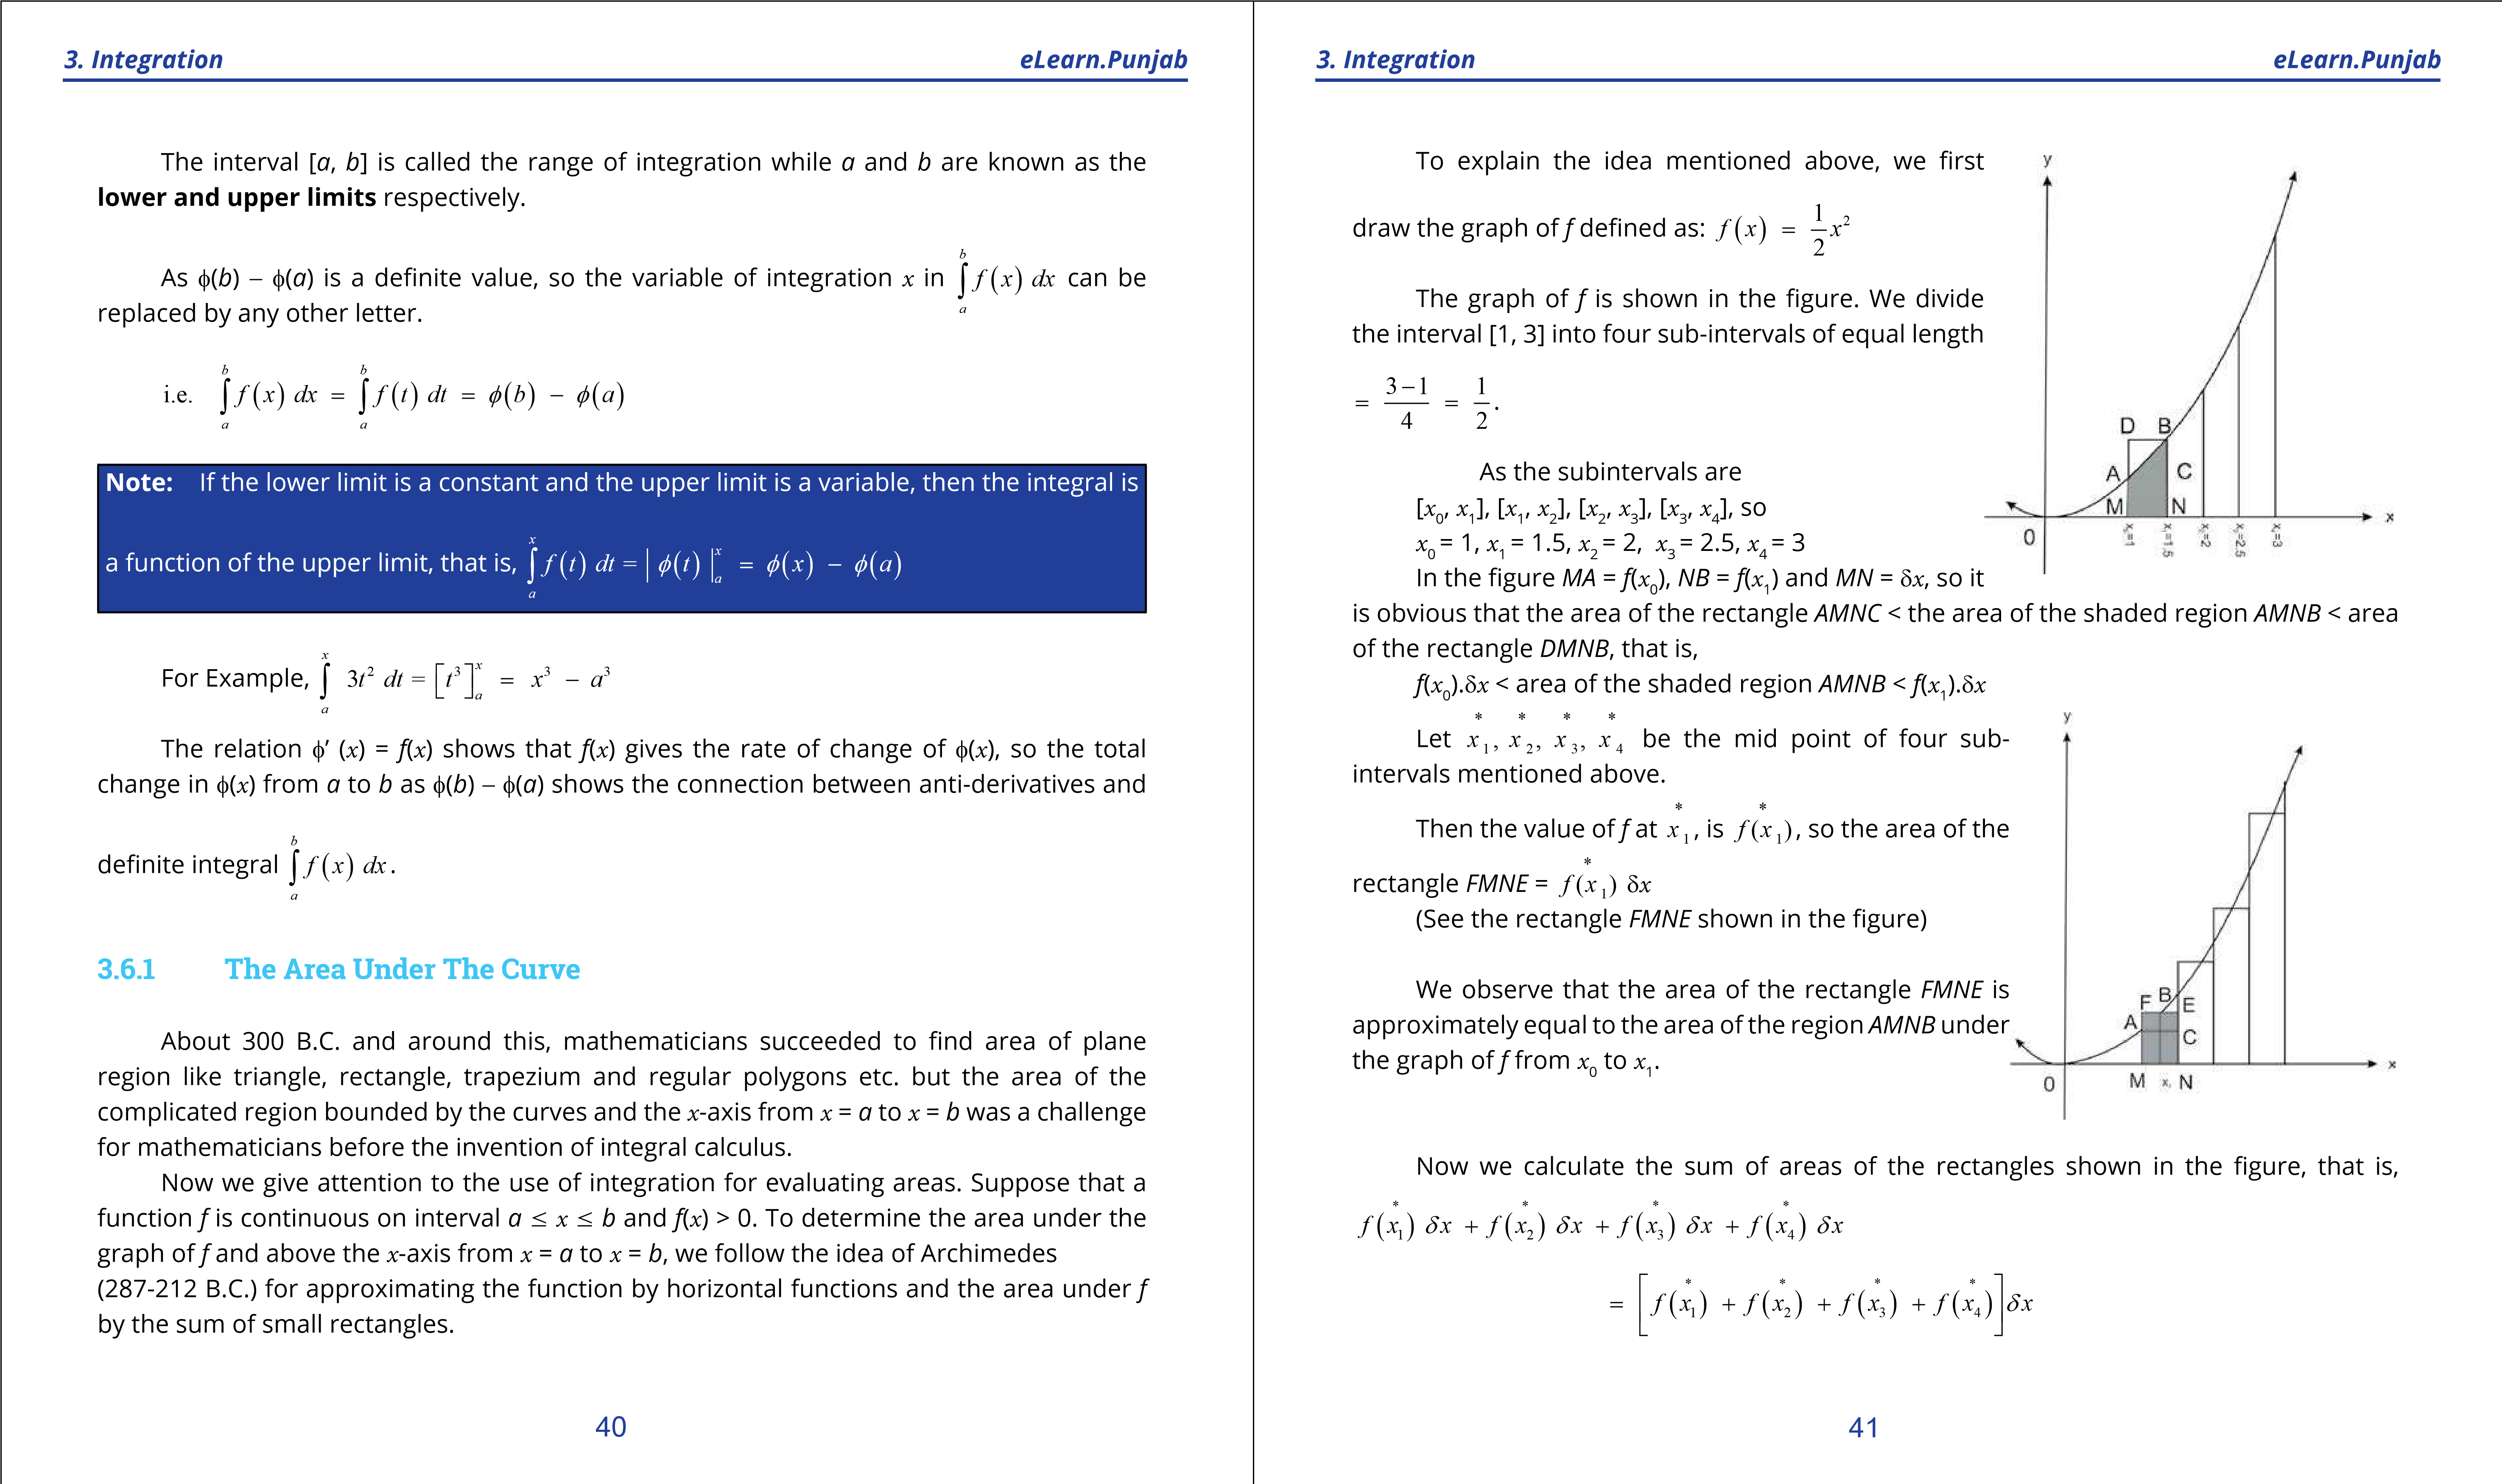 3. Integration eLearn.Punjab
The interval [a, b] is called the range of integration while a and b are known as the
lower and upper limits respectively.
As ϕ(b) − ϕ(a) is a definite value, so the variable of integration x in ∫ₐᵇ f(x) dx can be
replaced by any other letter.
i.e. ∫ₐᵇ f(x) dx = ∫ₐᵇ f(t) dt = ϕ(b) − ϕ(a)
Note: If the lower limit is a constant and the upper limit is a variable, then the integral is
a function of the upper limit, that is, ∫ₐˣ f(t) dt = | ϕ(t) |ₐˣ = ϕ(x) − ϕ(a)
For Example, ∫ₐˣ 3t² dt = [t³]ₐˣ = x³ − a³
The relation ϕ’ (x) = f(x) shows that f(x) gives the rate of change of ϕ(x), so the total
change in ϕ(x) from a to b as ϕ(b) − ϕ(a) shows the connection between anti-derivatives and
definite integral ∫ₐᵇ f(x) dx.
3.6.1 The Area Under The Curve
About 300 B.C. and around this, mathematicians succeeded to find area of plane
region like triangle, rectangle, trapezium and regular polygons etc. but the area of the
complicated region bounded by the curves and the x-axis from x = a to x = b was a challenge
for mathematicians before the invention of integral calculus.
Now we give attention to the use of integration for evaluating areas. Suppose that a
function f is continuous on interval a ≤ x ≤ b and f(x) > 0. To determine the area under the
graph of f and above the x-axis from x = a to x = b, we follow the idea of Archimedes
(287-212 B.C.) for approximating the function by horizontal functions and the area under f
by the sum of small rectangles.
40
3. Integration eLearn.Punjab
To explain the idea mentioned above, we first
draw the graph of f defined as: f(x) = 1/2 x²
The graph of f is shown in the figure. We divide
the interval [1, 3] into four sub-intervals of equal length
= (3−1)/4 = 1/2.
As the subintervals are
[x₀, x₁], [x₁, x₂], [x₂, x₃], [x₃, x₄], so
x₀ = 1, x₁ = 1.5, x₂ = 2, x₃ = 2.5, x₄ = 3
In the figure MA = f(x₀), NB = f(x₁) and MN = δx, so it
is obvious that the area of the rectangle AMNC < the area of the shaded region AMNB < area
of the rectangle DMNB, that is,
f(x₀).δx < area of the shaded region AMNB < f(x₁).δx
y
D B
A C
M N
0 x
x₀=1 x₁=1.5 x₂=2 x₃=2.5 x₄=3
Let x*₁, x*₂, x*₃, x*₄ be the mid point of four sub-
intervals mentioned above.
Then the value of f at x*₁, is f(x*₁), so the area of the
rectangle FMNE = f(x*₁) δx
(See the rectangle FMNE shown in the figure)
We observe that the area of the rectangle FMNE is
approximately equal to the area of the region AMNB under
the graph of f from x₀ to x₁.
y
F B E
A C
x
0 M x₁ N
Now we calculate the sum of areas of the rectangles shown in the figure, that is,
f(x*₁) δx + f(x*₂) δx + f(x*₃) δx + f(x*₄) δx
= [f(x*₁) + f(x*₂) + f(x*₃) + f(x*₄)]δx
41